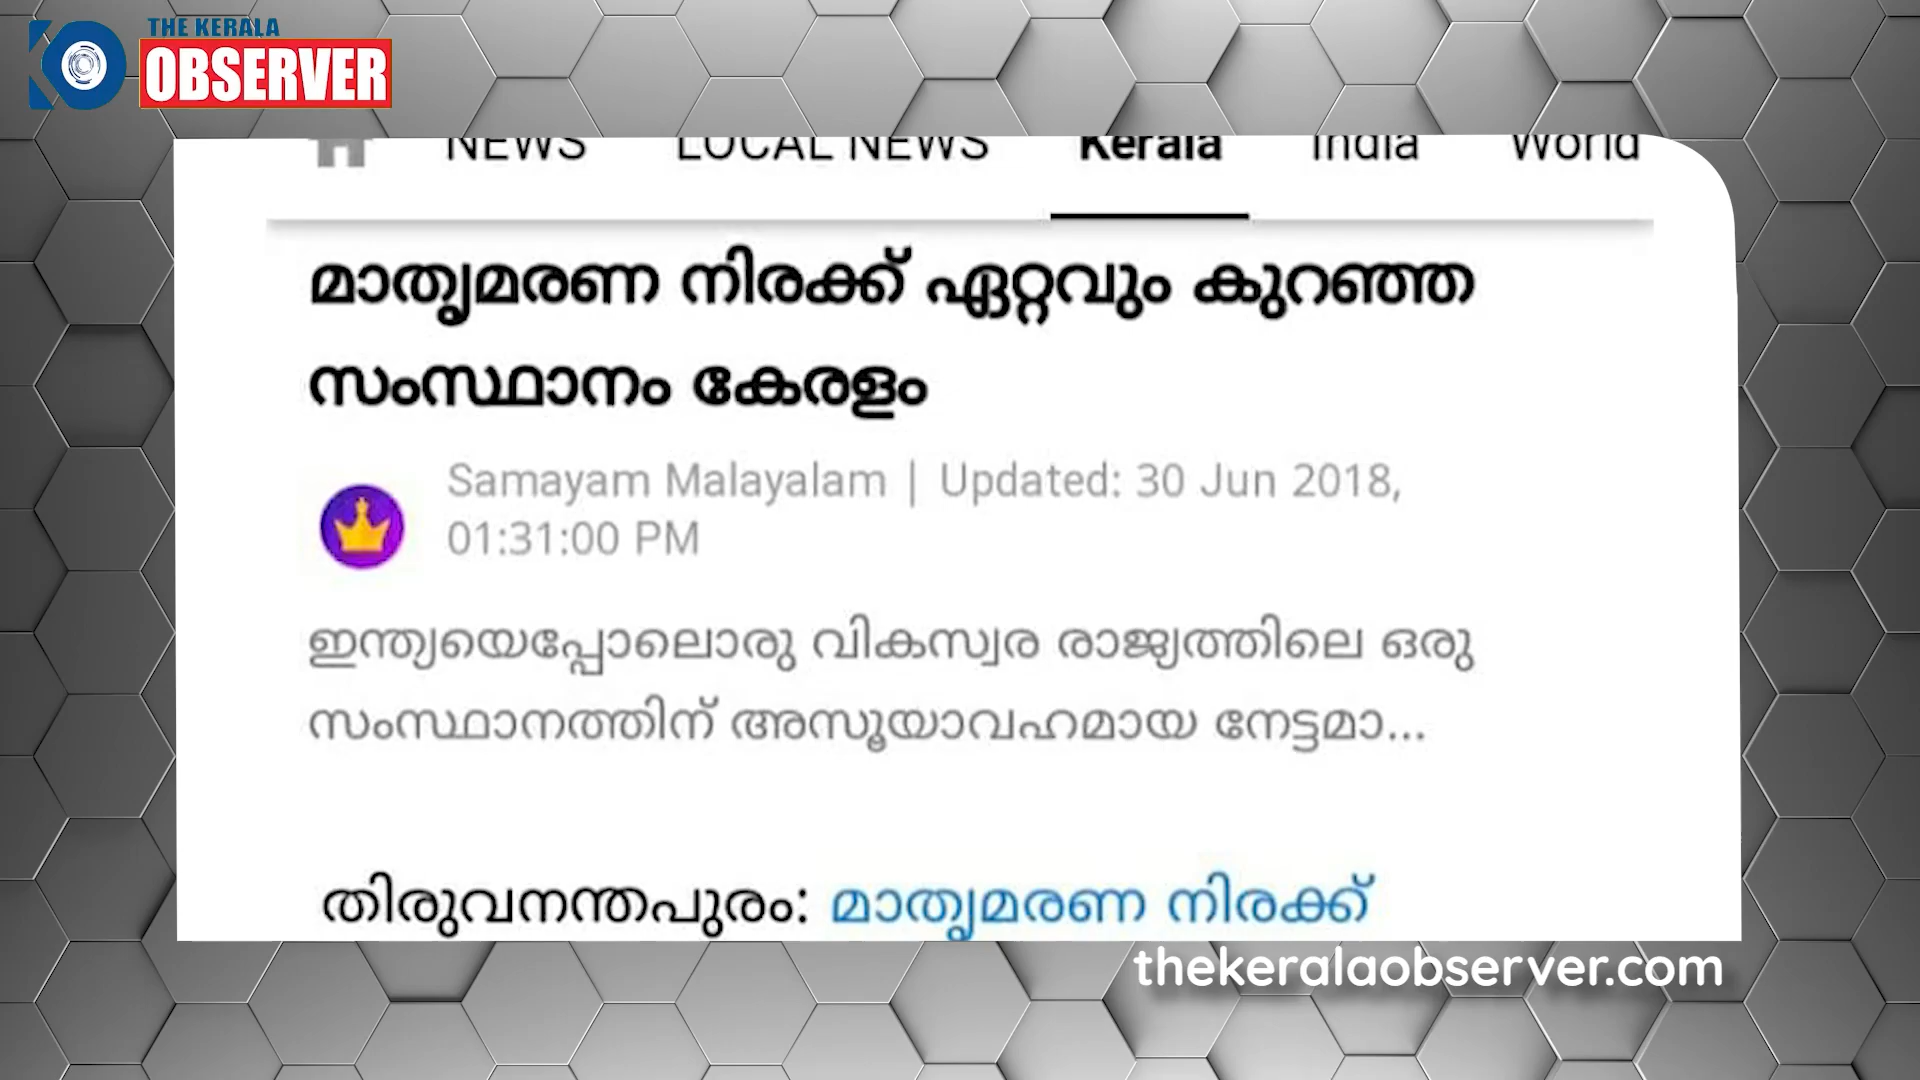 THE KERALA
OBSERVER
NEWS LOCAL NEWS Kerala India World
മാതൃമരണ നിരക്ക് ഏറ്റവും കുറഞ്ഞ
സംസ്ഥാനം കേരളം
Samayam Malayalam | Updated: 30 Jun 2018,
01:31:00 PM
ഇന്ത്യയെപ്പോലൊരു വികസ്വര രാജ്യത്തിലെ ഒരു
സംസ്ഥാനത്തിന് അസൂയാവഹമായ നേട്ടമാ...
തിരുവനന്തപുരം: മാതൃമരണ നിരക്ക്
thekeralaobserver.com